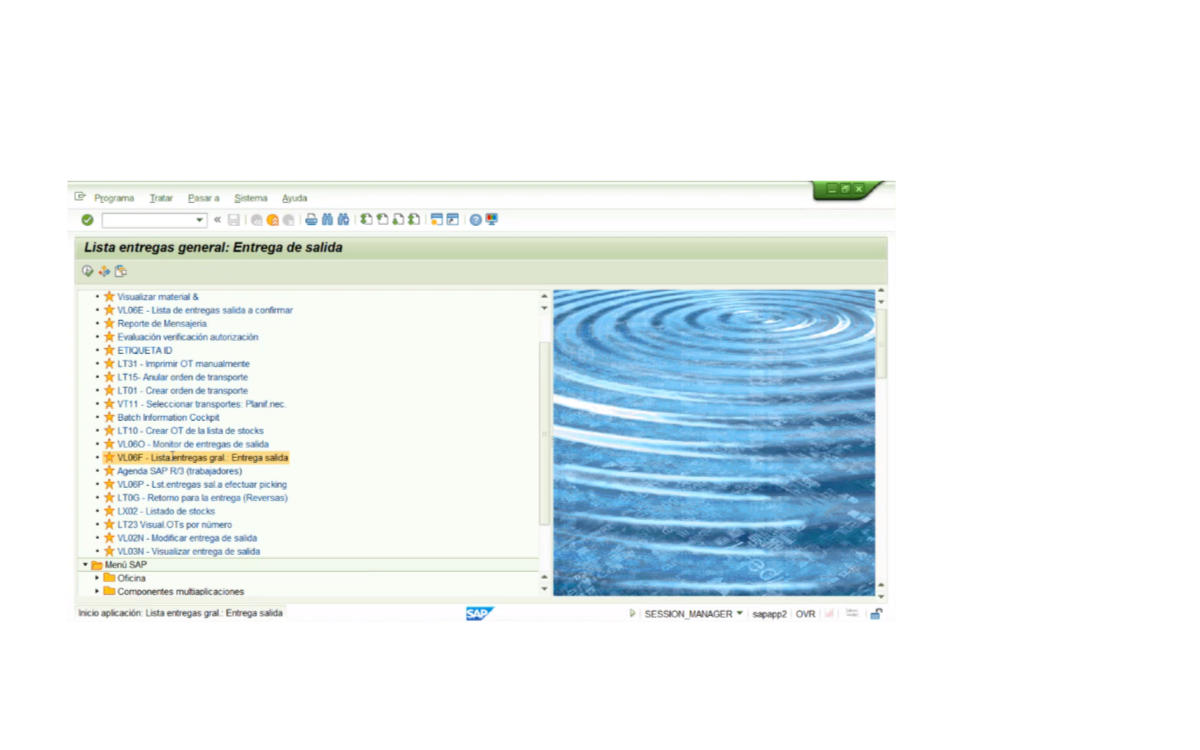 Programa Tratar Pasar a Sistema Ayuda
Lista entregas general: Entrega de salida
Visualizar material &
VL06E - Lista de entregas salida a confirmar
Reporte de Mensajeria
Evaluación verificación autorización
ETIQUETA ID
LT31 - Imprimir OT manualmente
LT15- Anular orden de transporte
LT01 - Crear orden de transporte
VT11 - Seleccionar transportes: Planif.nec.
Batch Information Cockpit
LT10 - Crear OT de la lista de stocks
VL06O - Monitor de entregas de salida
VL06F - Lista entregas gral.: Entrega salida
Agenda SAP R/3 (trabajadores)
VL06P - Lst.entregas sal.a efectuar picking
LT0G - Retorno para la entrega (Reversas)
LX02 - Listado de stocks
LT23 Visual.OTs por número
VL02N - Modificar entrega de salida
VL03N - Visualizar entrega de salida
Menú SAP
Oficina
Componentes multiaplicaciones
Inicio aplicación: Lista entregas gral.: Entrega salida SAP SESSION_MANAGER sapapp2 OVR